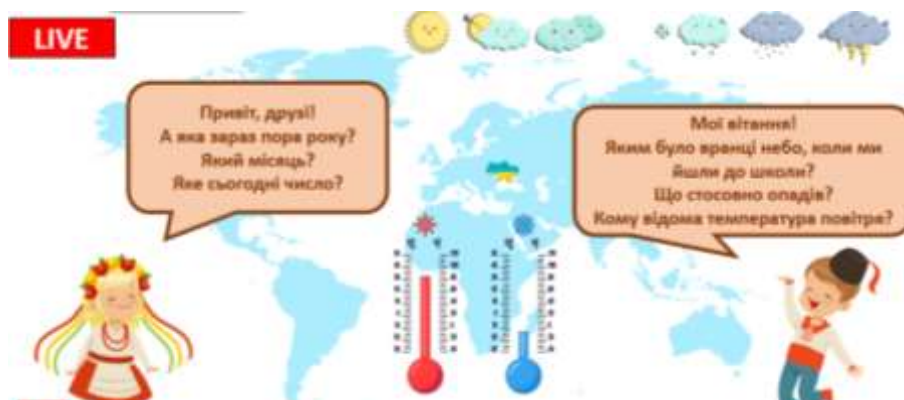 LIVE
Привіт, друзі!
А яка зараз пора року?
Який місяць?
Яке сьогодні число?
Мої вітання!
Яким було вранці небо, коли ми
йшли до школи?
Що стосовно опадів?
Кому відома температура повітря?